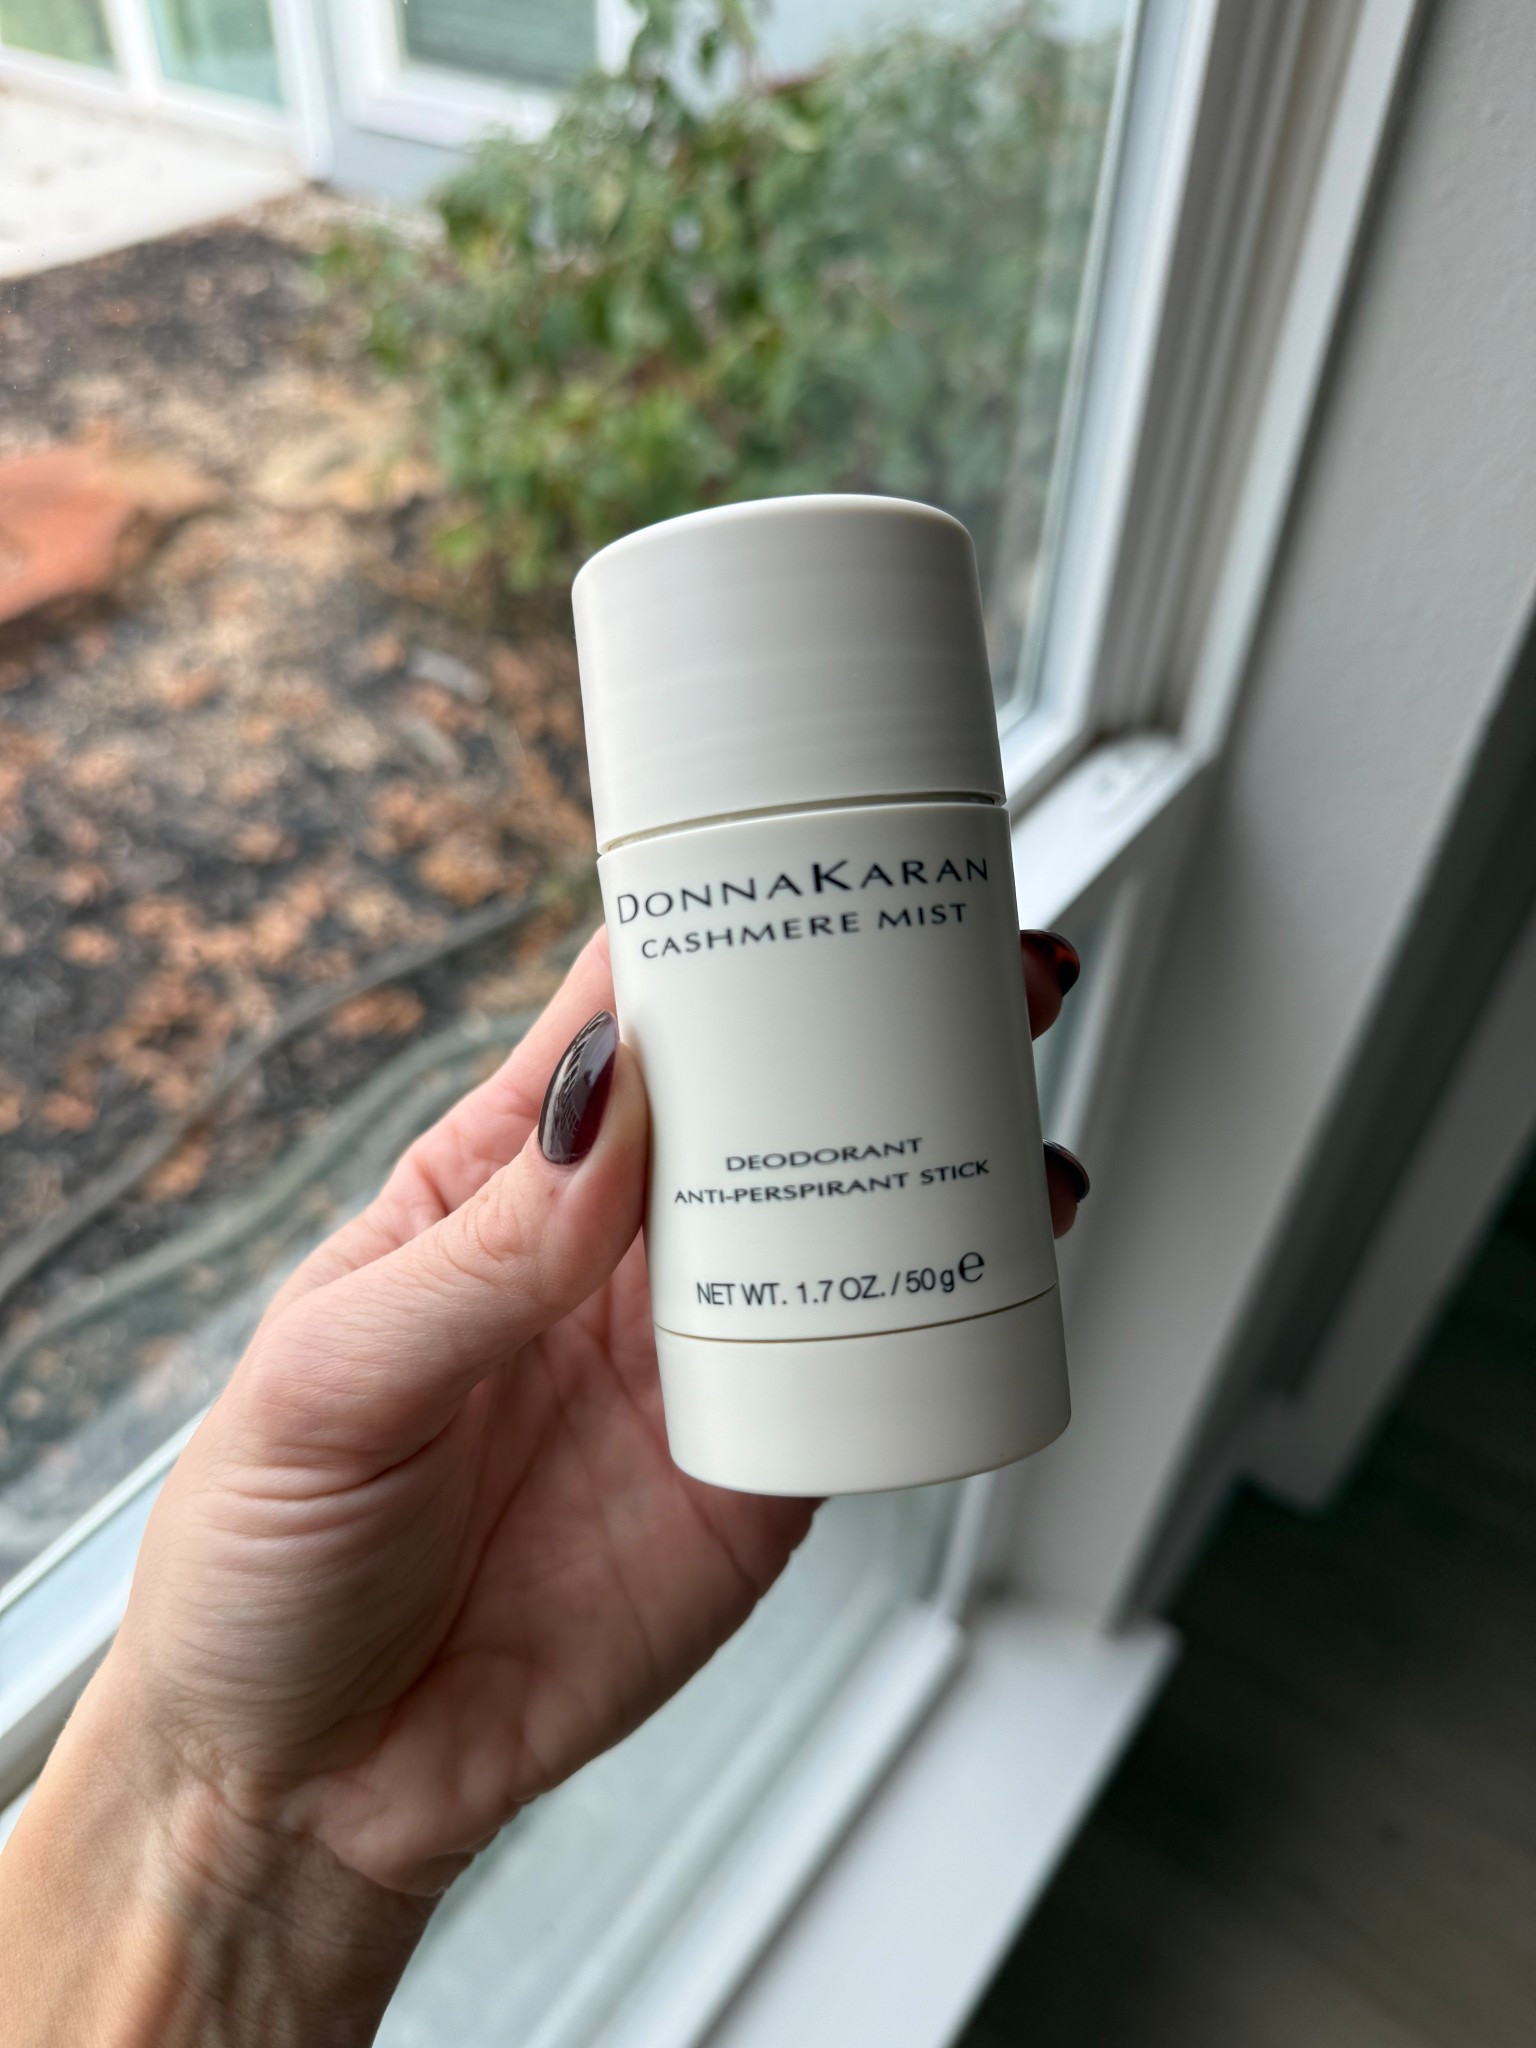 DONNAKARAN
CASHMERE MIST
DEODORANT
ANTI-PERSPIRANT STICK
NET WT. 1.7 OZ. / 50 g e